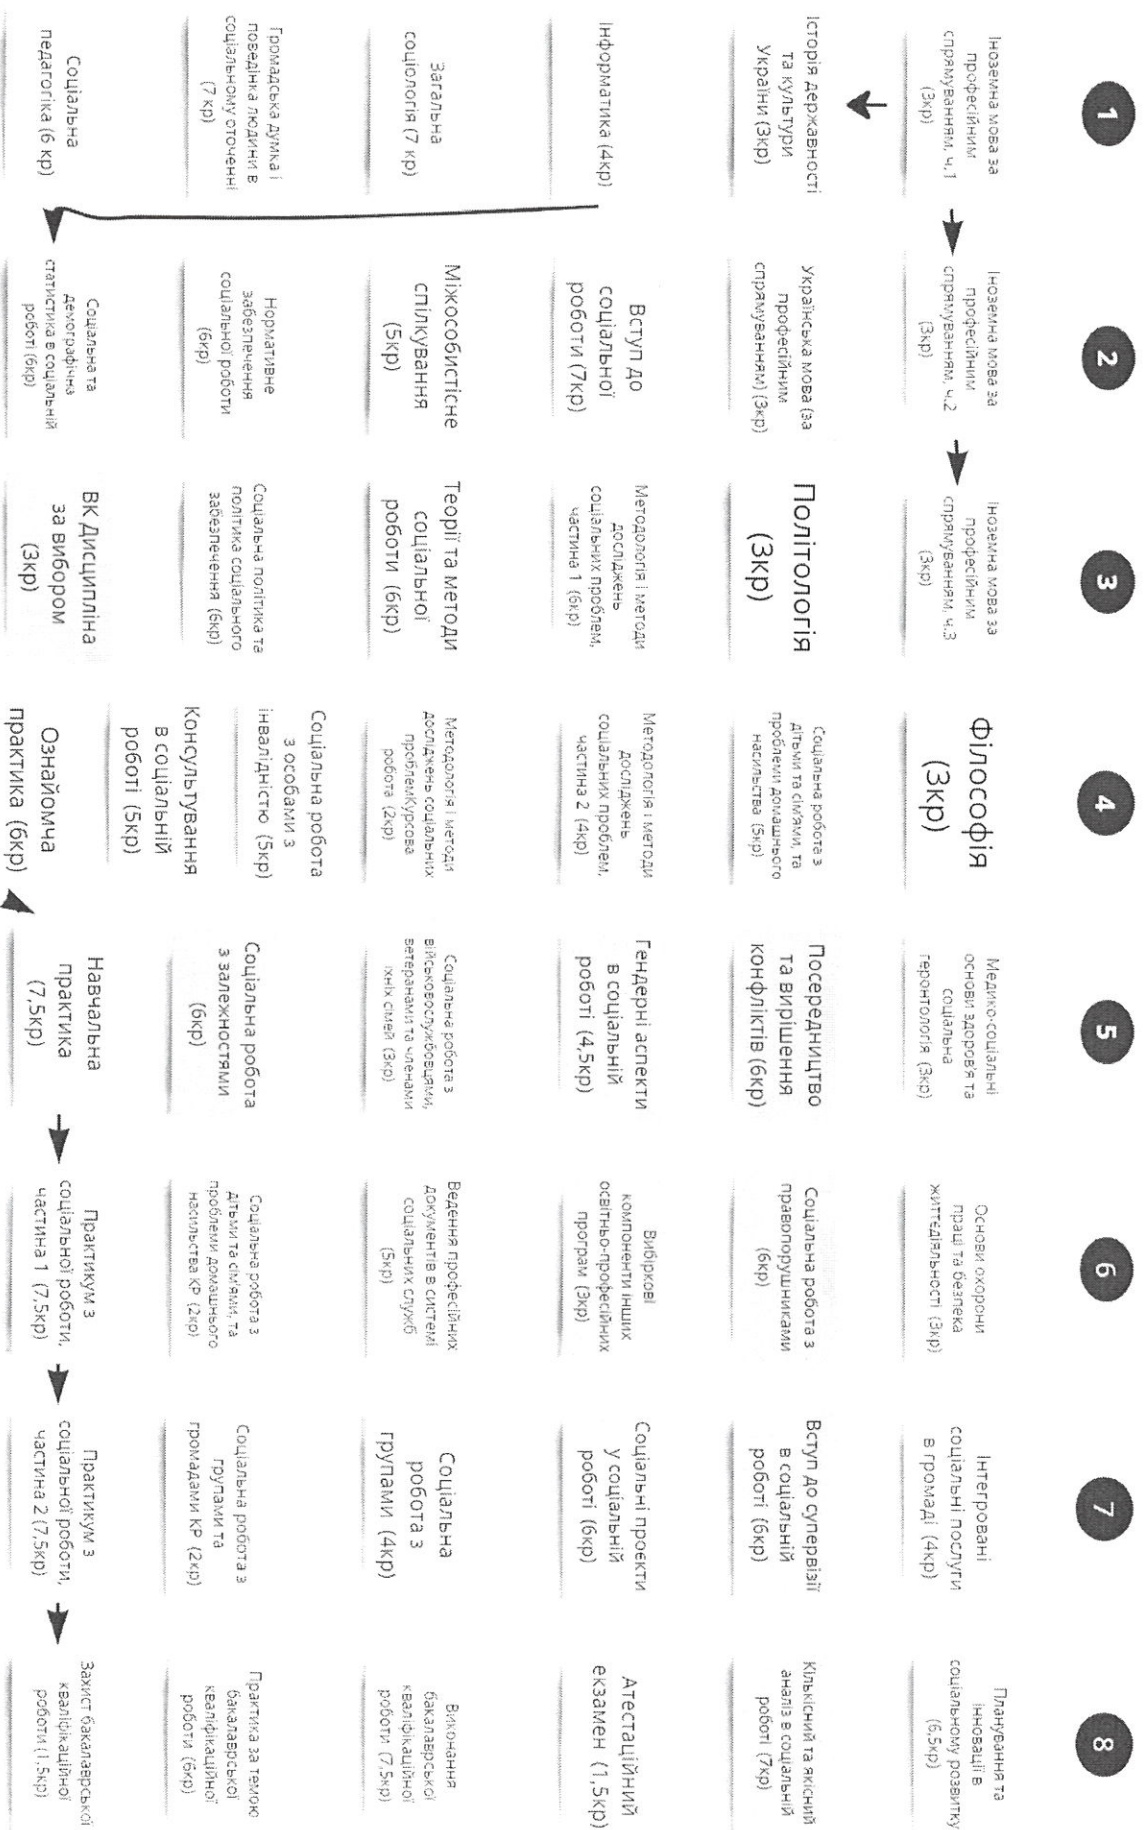 1
Іноземна мова за
професійним
спрямуванням, ч.1
(3кр)
Історія державності
та культури
України (3кр)
Інформатика (4кр)
Загальна
соціологія (7 кр)
Громадська думка і
поведінка людини в
соціальному оточенні
(7 кр)
Соціальна
педагогіка (6 кр)
2
Іноземна мова за
професійним
спрямуванням, ч.2
(3кр)
Українська мова (за
професійним
спрямуванням) (3кр)
Вступ до
соціальної
роботи (7кр)
Міжособистісне
спілкування
(5кр)
Нормативне
забезпечення
соціальної роботи
(6кр)
Соціальна та
демографічна
статистика в соціальній
роботі (6кр)
3
Іноземна мова за
професійним
спрямуванням, ч.3
(3кр)
Політологія
(3кр)
Методологія і методи
досліджень
соціальних проблем,
частина 1 (6кр)
Теорії та методи
соціальної
роботи (6кр)
Соціальна політика та
політика соціального
забезпечення (6кр)
ВК Дисципліна
за вибором
(3кр)
4
Філософія
(3кр)
Соціальна робота з
дітьми та сім'ями, та
проблеми домашнього
насильства (5кр)
Методологія і методи
досліджень
соціальних проблем,
частина 2 (4кр)
Методологія і методи
досліджень соціальних
проблемКурсова
робота (2кр)
Соціальна робота
з особами з
інвалідністю (5кр)
Консультування
в соціальній
роботі (5кр)
Ознайомча
практика (6кр)
5
Медико-соціальні
основи здоров'я та
соціальна
геронтологія (3кр)
Посередництво
та вирішення
конфліктів (6кр)
Гендерні аспекти
в соціальній
роботі (4,5кр)
Соціальна робота з
військовослужбовцями,
ветеранами та членами
їхніх сімей (3кр)
Соціальна робота
з залежностями
(6кр)
Навчальна
практика
(7,5кр)
6
Основи охорони
праці та безпека
життєдіяльності (3кр)
Соціальна робота з
правопорушниками
(6кр)
Вибіркові
компоненти інших
освітньо-професійних
програм (3кр)
Ведення професійних
документів в системі
соціальних служб
(5кр)
Соціальна робота з
дітьми та сім'ями, та
проблеми домашнього
насильства КР (2кр)
Практикум з
соціальної роботи,
частина 1 (7,5кр)
7
Інтегровані
соціальні послуги
в громаді (4кр)
Вступ до супервізії
в соціальній
роботі (6кр)
Соціальні проєкти
у соціальній
роботі (6кр)
Соціальна
робота з
групами (4кр)
Соціальна робота з
групами та
громадами КР (2кр)
Практикум з
соціальної роботи,
частина 2 (7,5кр)
8
Планування та
інновації в
соціальному розвитку
(6,5кр)
Кількісний та якісний
аналіз в соціальній
роботі (7кр)
Атестаційний
екзамен (1,5кр)
Виконання
бакалаврської
кваліфікаційної
роботи (7,5кр)
Практика за темою
бакалаврської
кваліфікаційної
роботи (6кр)
Захист бакалаврської
кваліфікаційної
роботи (1,5кр)